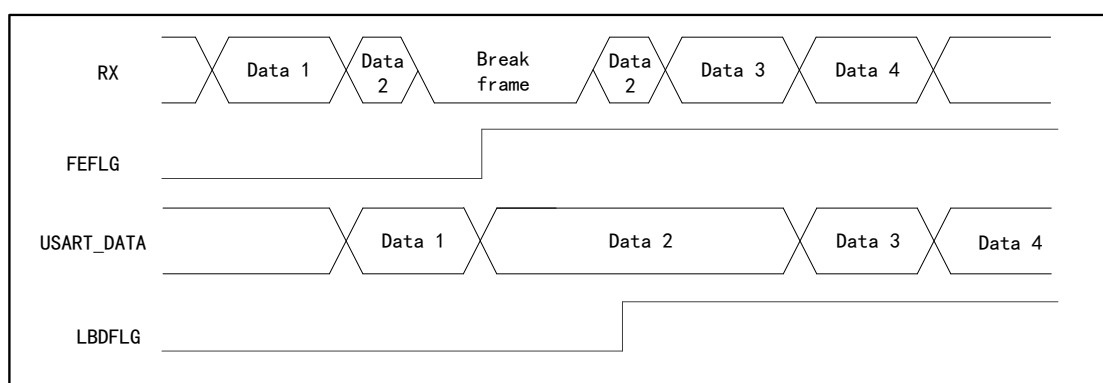 RX
Data 1
Data
2
Break
frame
Data
2
Data 3
Data 4
FEFLG
USART_DATA
Data 1
Data 2
Data 3
Data 4
LBDFLG